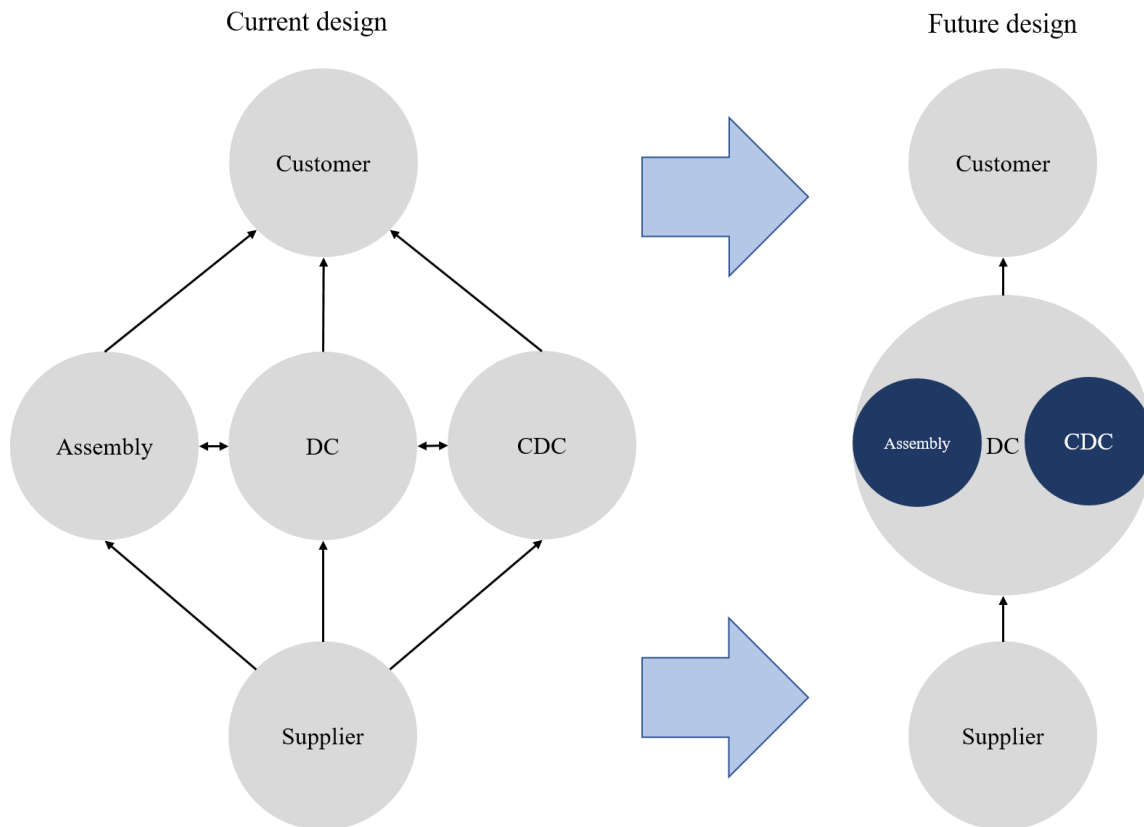 Current design
Customer
Assembly
DC
CDC
Supplier
Future design
Customer
Assembly
DC
CDC
Supplier